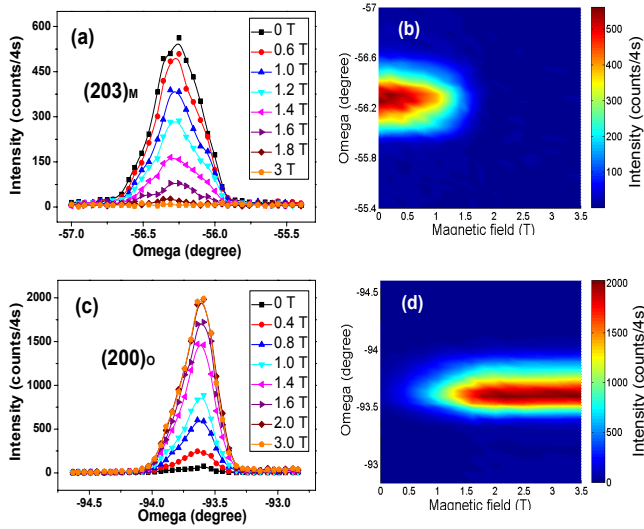 (a)
(203)M
Intensity (counts/4s)
600
450
300
150
0
-57.0
-56.5
-56.0
-55.5
Omega (degree)
0 T
0.6 T
1.0 T
1.2 T
1.4 T
1.6 T
1.8 T
3 T
(b)
Omega (degree)
-57
-56.6
-56.2
-55.8
-55.4
0
0.5
1
1.5
2
2.5
3
3.5
Magnetic field (T)
500
400
300
200
100
Intensity (counts/4s)
(c)
(200)O
Intensity (counts/4s)
2000
1500
1000
500
0
-94.5
-94.0
-93.5
-93.0
Omega (degree)
0 T
0.4 T
0.8 T
1.0 T
1.4 T
1.6 T
2.0 T
3.0 T
(d)
Omega (degree)
-94.5
-94
-93.5
-93
0
0.5
1
1.5
2
2.5
3
3.5
Magnetic field (T)
2000
1500
1000
500
0
Intensity (counts/4s)